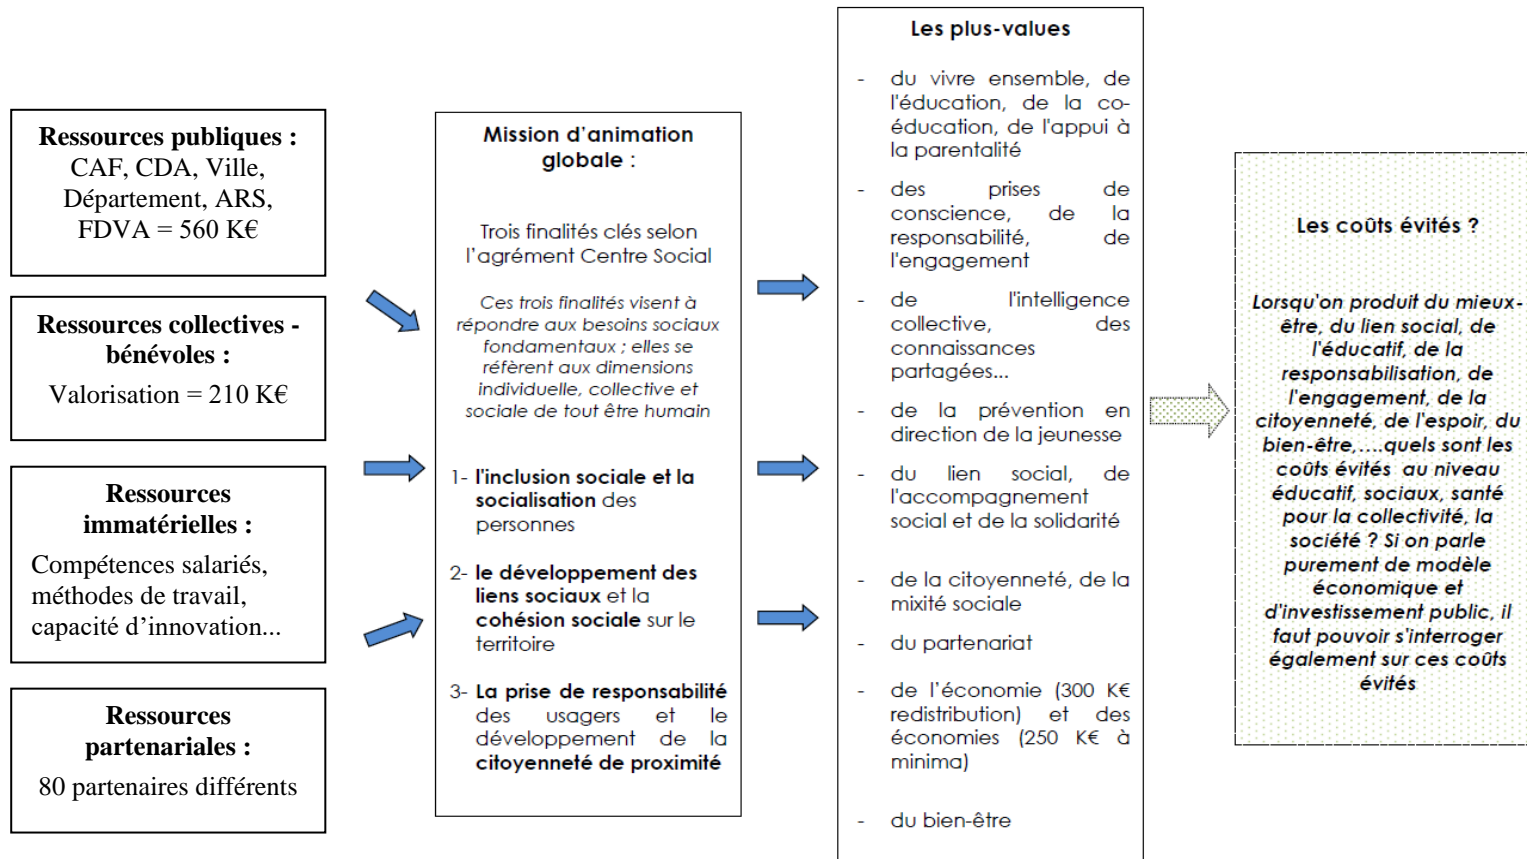 Ressources publiques :
CAF, CDA, Ville,
Département, ARS,
FDVA = 560 K€
Ressources collectives -
bénévoles :
Valorisation = 210 K€
Ressources
immatérielles :
Compétences salariés,
méthodes de travail,
capacité d’innovation...
Ressources
partenariales :
80 partenaires différents
Mission d’animation
globale :
Trois finalités clés selon
l’agrément Centre Social
Ces trois finalités visent à
répondre aux besoins sociaux
fondamentaux ; elles se
réfèrent aux dimensions
individuelle, collective et
sociale de tout être humain
1- l'inclusion sociale et la
socialisation des
personnes
2- le développement des
liens sociaux et la
cohésion sociale sur le
territoire
3- La prise de responsabilité
des usagers et le
développement de la
citoyenneté de proximité
Les plus-values
- du vivre ensemble, de
l'éducation, de la co-
éducation, de l'appui à
la parentalité
- des prises de
conscience, de la
responsabilité, de
l'engagement
- de l'intelligence
collective, des
connaissances
partagées...
- de la prévention en
direction de la jeunesse
- du lien social, de
l'accompagnement
social et de la solidarité
- de la citoyenneté, de la
mixité sociale
- du partenariat
- de l’économie (300 K€
redistribution) et des
économies (250 K€ à
minima)
- du bien-être
Les coûts évités ?
Lorsqu'on produit du mieux-
être, du lien social, de
l'éducatif, de la
responsabilisation, de
l'engagement, de la
citoyenneté, de l'espoir, du
bien-être,....quels sont les
coûts évités au niveau
éducatif, sociaux, santé
pour la collectivité, la
société ? Si on parle
purement de modèle
économique et
d'investissement public, il
faut pouvoir s'interroger
également sur ces coûts
évités